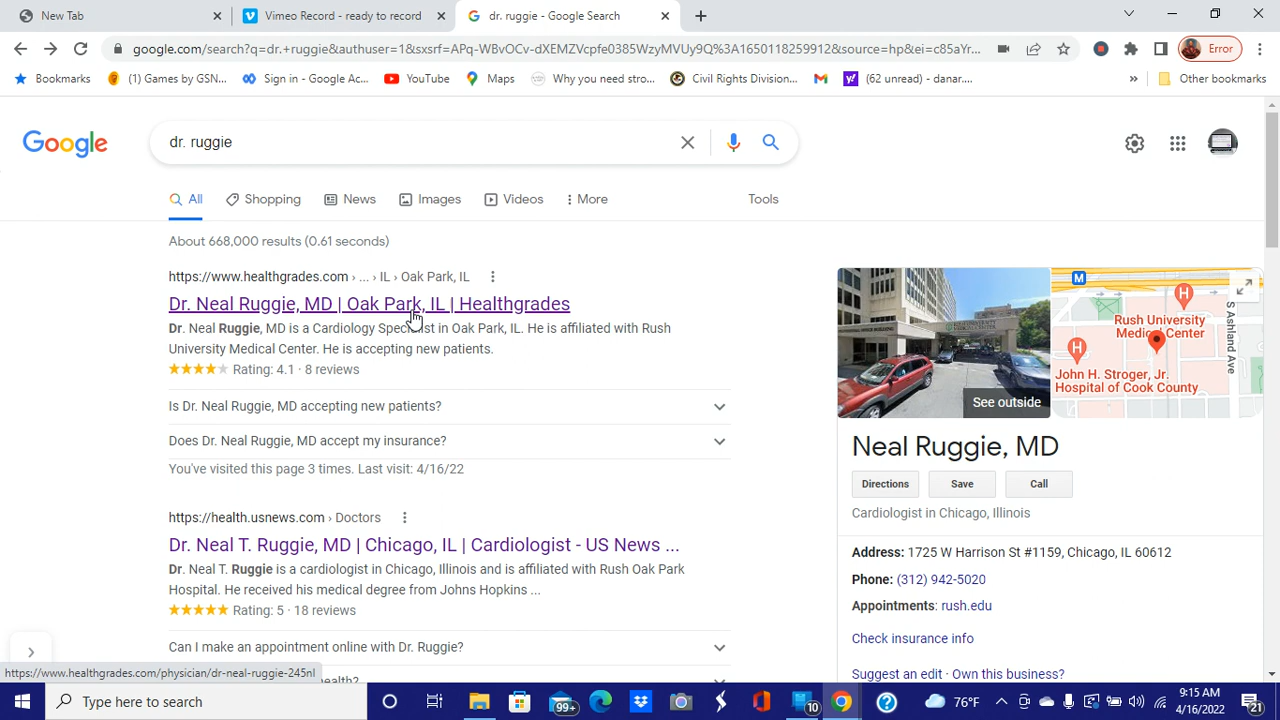 New Tab
Vimeo Record - ready to record
dr. ruggie - Google Search
google.com/search?q=dr.+ruggie&authuser=1&sxsrf=APq-WBvOCv-dXEMZVcpfe0385WzyMVUy9Q%3A1650118259912&source=hp&ei=c85aYr...
Error
Bookmarks
(1) Games by GSN...
Sign in - Google Ac...
YouTube
Maps
Why you need stro...
Civil Rights Division...
(62 unread) - danar....
»
Other bookmarks
Google
dr. ruggie
All
Shopping
News
Images
Videos
More
Tools
About 668,000 results (0.61 seconds)
https://www.healthgrades.com › ... › IL › Oak Park, IL
Dr. Neal Ruggie, MD | Oak Park, IL | Healthgrades
Dr. Neal Ruggie, MD is a Cardiology Specialist in Oak Park, IL. He is affiliated with Rush
University Medical Center. He is accepting new patients.
Rating: 4.1 · 8 reviews
Is Dr. Neal Ruggie, MD accepting new patients?
Does Dr. Neal Ruggie, MD accept my insurance?
You've visited this page 3 times. Last visit: 4/16/22
https://health.usnews.com › Doctors
Dr. Neal T. Ruggie, MD | Chicago, IL | Cardiologist - US News ...
Dr. Neal T. Ruggie is a cardiologist in Chicago, Illinois and is affiliated with Rush Oak Park
Hospital. He received his medical degree from Johns Hopkins ...
Rating: 5 · 18 reviews
Can I make an appointment online with Dr. Ruggie?
health?
https://www.healthgrades.com/physician/dr-neal-ruggie-245nl
See outside
M
H
Rush University
Medical Center
S Ashland Ave
H
John H. Stroger, Jr.
Hospital of Cook County
Neal Ruggie, MD
Directions
Save
Call
Cardiologist in Chicago, Illinois
Address: 1725 W Harrison St #1159, Chicago, IL 60612
Phone: (312) 942-5020
Appointments: rush.edu
Check insurance info
Suggest an edit · Own this business?
Type here to search
99+
10
76°F
9:15 AM
4/16/2022
21